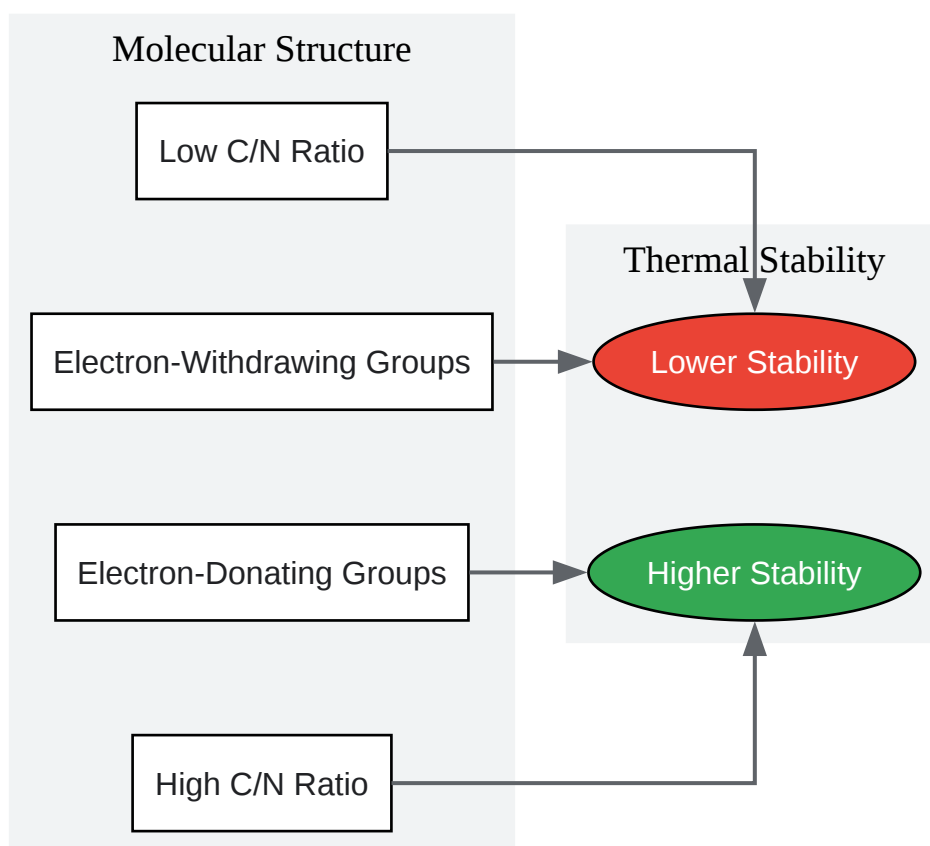 Molecular Structure
Low C/N Ratio
Thermal Stability
Electron-Withdrawing Groups
Lower Stability
Electron-Donating Groups
Higher Stability
High C/N Ratio